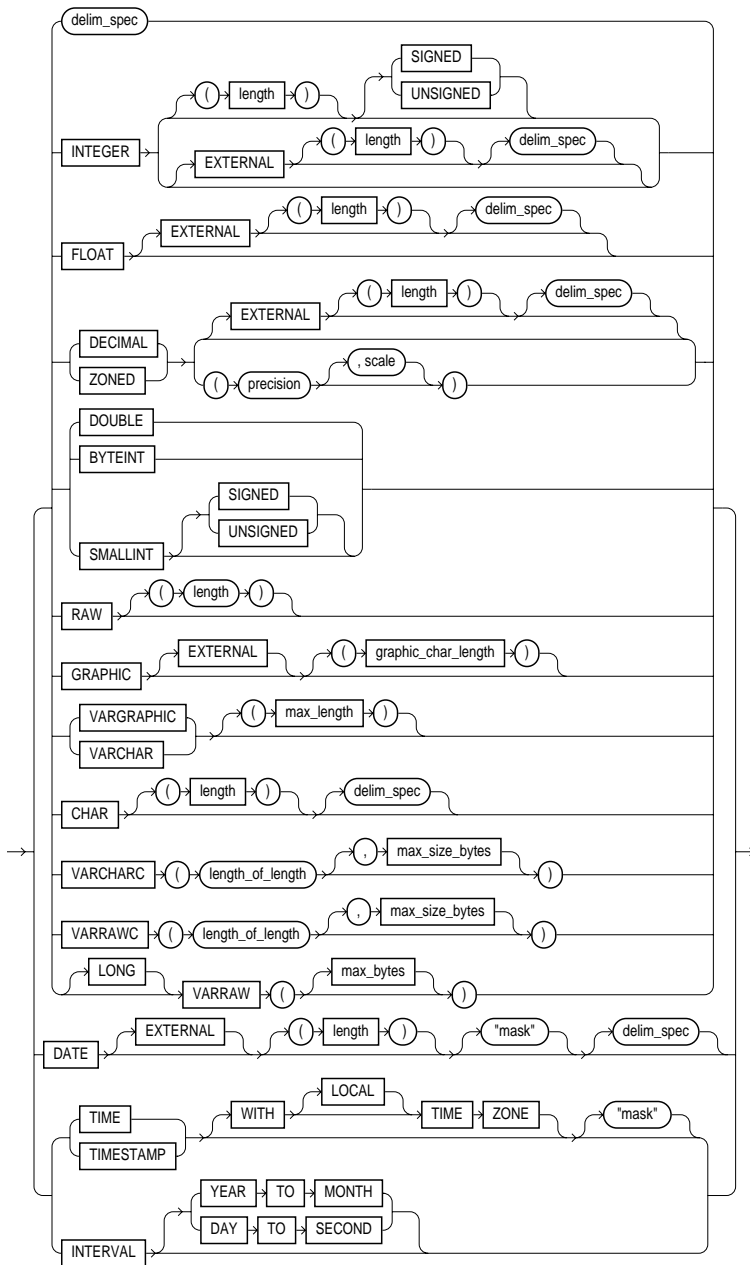 delim_spec
SIGNED
( length ) UNSIGNED
INTEGER EXTERNAL ( length ) delim_spec
FLOAT EXTERNAL ( length ) delim_spec
EXTERNAL ( length ) delim_spec
DECIMAL
ZONED ( precision , scale )
DOUBLE
BYTEINT
SIGNED
UNSIGNED
SMALLINT
RAW ( length )
GRAPHIC EXTERNAL ( graphic_char_length )
VARGRAPHIC ( max_length )
VARCHAR
CHAR ( length ) delim_spec
VARCHARC ( length_of_length , max_size_bytes )
VARRAWC ( length_of_length , max_size_bytes )
LONG VARRAW ( max_bytes )
DATE EXTERNAL ( length ) "mask" delim_spec
LOCAL
TIME WITH TIME ZONE "mask"
TIMESTAMP
YEAR TO MONTH
DAY TO SECOND
INTERVAL